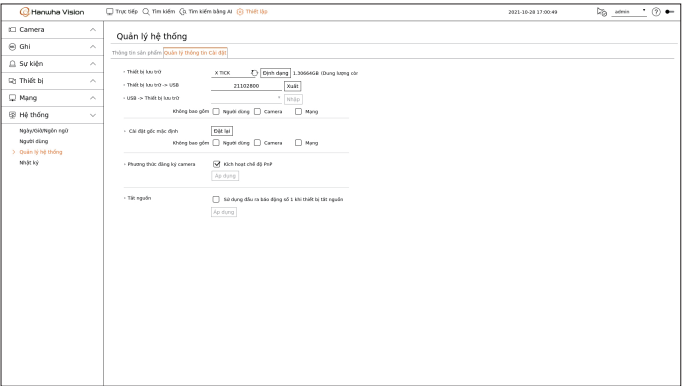 Hanwha Vision
Trực tiếp Tìm kiếm Tìm kiếm bằng AI Thiết lập
2021-10-28 17:00:49
admin
Camera
Ghi
Sự kiện
Thiết bị
Mạng
Hệ thống
Ngày/Giờ/Ngôn ngữ
Người dùng
Quản lý hệ thống
Nhật ký
Quản lý hệ thống
Thông tin sản phẩm Quản lý thông tin Cài đặt
Thiết bị lưu trữ X TICK Định dạng 1.30664GB (Dung lượng còn
Thiết bị lưu trữ -> USB 21102800 Xuất
USB -> Thiết bị lưu trữ Nhập
Không bao gồm Người dùng Camera Mạng
Cài đặt gốc mặc định Đặt lại
Không bao gồm Người dùng Camera Mạng
Phương thức đăng ký camera Kích hoạt chế độ PnP
Áp dụng
Tắt nguồn Sử dụng đầu ra báo động số 1 khi thiết bị tắt nguồn
Áp dụng